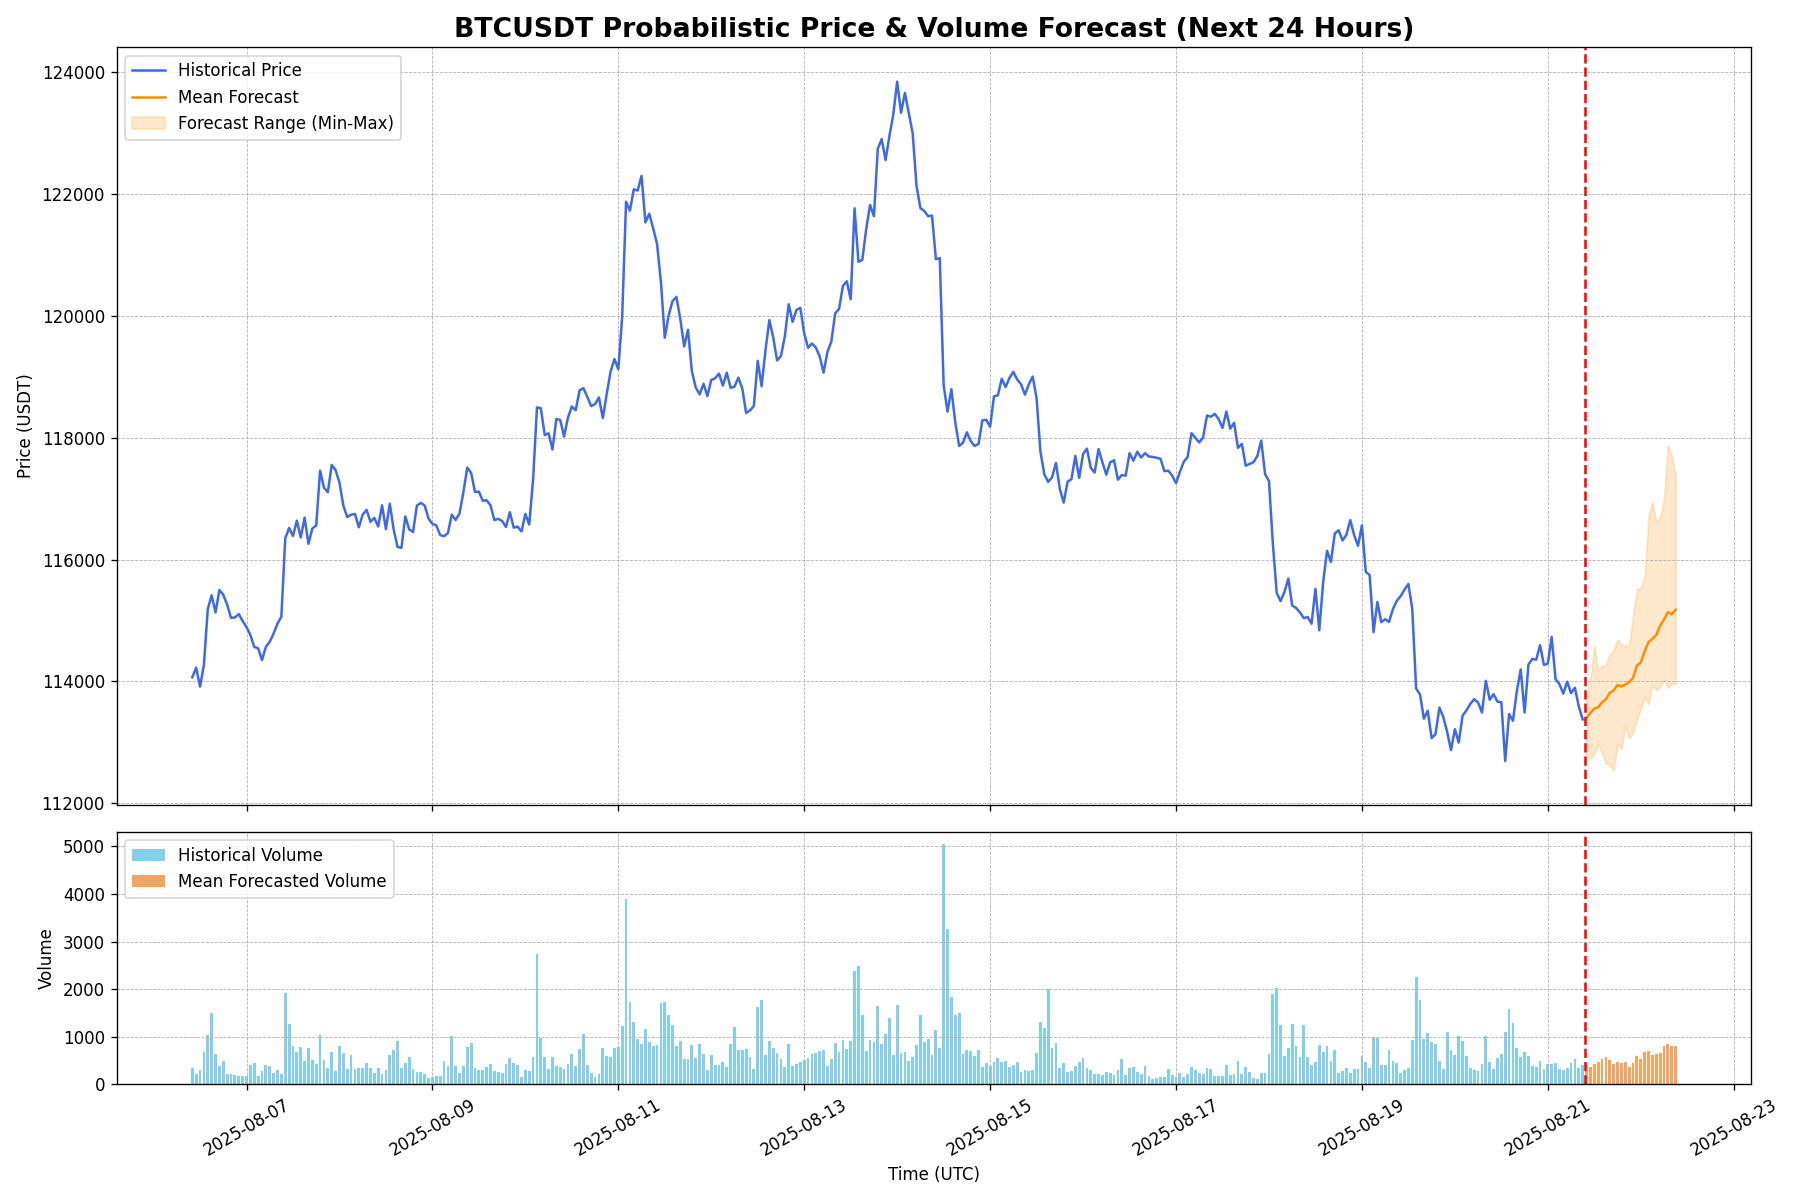 BTCUSDT Probabilistic Price & Volume Forecast (Next 24 Hours)
Historical Price
Mean Forecast
Forecast Range (Min-Max)
Price (USDT)
124000
122000
120000
118000
116000
114000
112000
Historical Volume
Mean Forecasted Volume
Volume
5000
4000
3000
2000
1000
0
2025-08-07
2025-08-09
2025-08-11
2025-08-13
2025-08-15
2025-08-17
2025-08-19
2025-08-21
2025-08-23
Time (UTC)